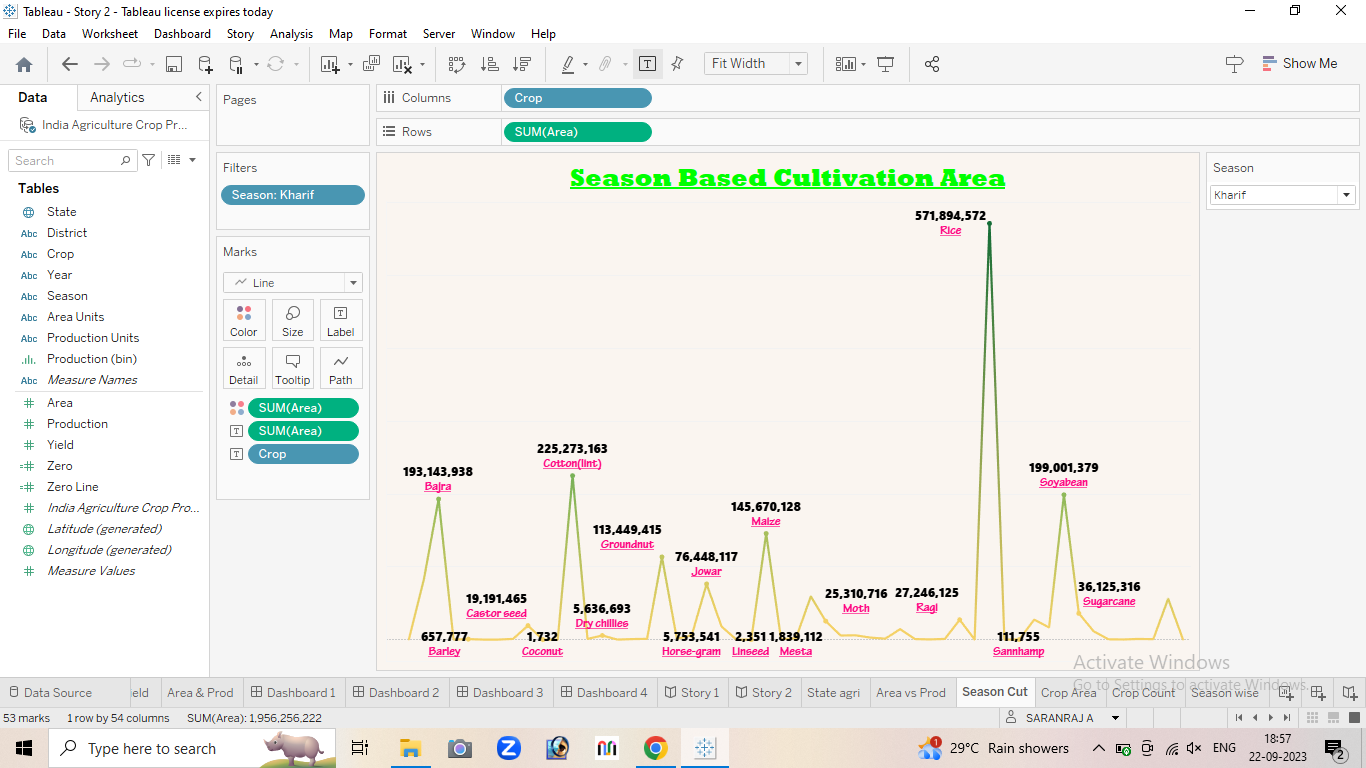 Tableau - Story 2 - Tableau license expires today
File Data Worksheet Dashboard Story Analysis Map Format Server Window Help
Fit Width
Show Me
Data Analytics
India Agriculture Crop Pr...
Search
Tables
State
Abc District
Abc Crop
Abc Year
Abc Season
Abc Area Units
Abc Production Units
Production (bin)
Abc Measure Names
# Area
# Production
# Yield
=# Zero
=# Zero Line
# India Agriculture Crop Pro...
Latitude (generated)
Longitude (generated)
# Measure Values
Pages
Filters
Season: Kharif
Marks
Line
Color Size Label
Detail Tooltip Path
SUM(Area)
SUM(Area)
Crop
Columns Crop
Rows SUM(Area)
Season Based Cultivation Area
571,894,572
Rice
225,273,163
Cotton(lint)
193,143,938
Bajra
199,001,379
Soyabean
145,670,128
Maize
113,449,415
Groundnut
76,448,117
Jowar
19,191,465
Castor seed
5,636,693
Dry chillies
25,310,716
Moth
27,246,125
Ragi
36,125,316
Sugarcane
657,777
Barley
1,732
Coconut
5,753,541
Horse-gram
2,351
Linseed
1,839,112
Mesta
111,755
Sannhamp
Season
Kharif
Activate Windows
Go to Settings to activate Windows.
Data Source eld Area & Prod Dashboard 1 Dashboard 2 Dashboard 3 Dashboard 4 Story 1 Story 2 State agri Area vs Prod Season Cut Crop Area Crop Count Season wise
53 marks 1 row by 54 columns SUM(Area): 1,956,256,222
SARANRAJ A
Type here to search
29°C Rain showers
ENG
18:57
22-09-2023
2